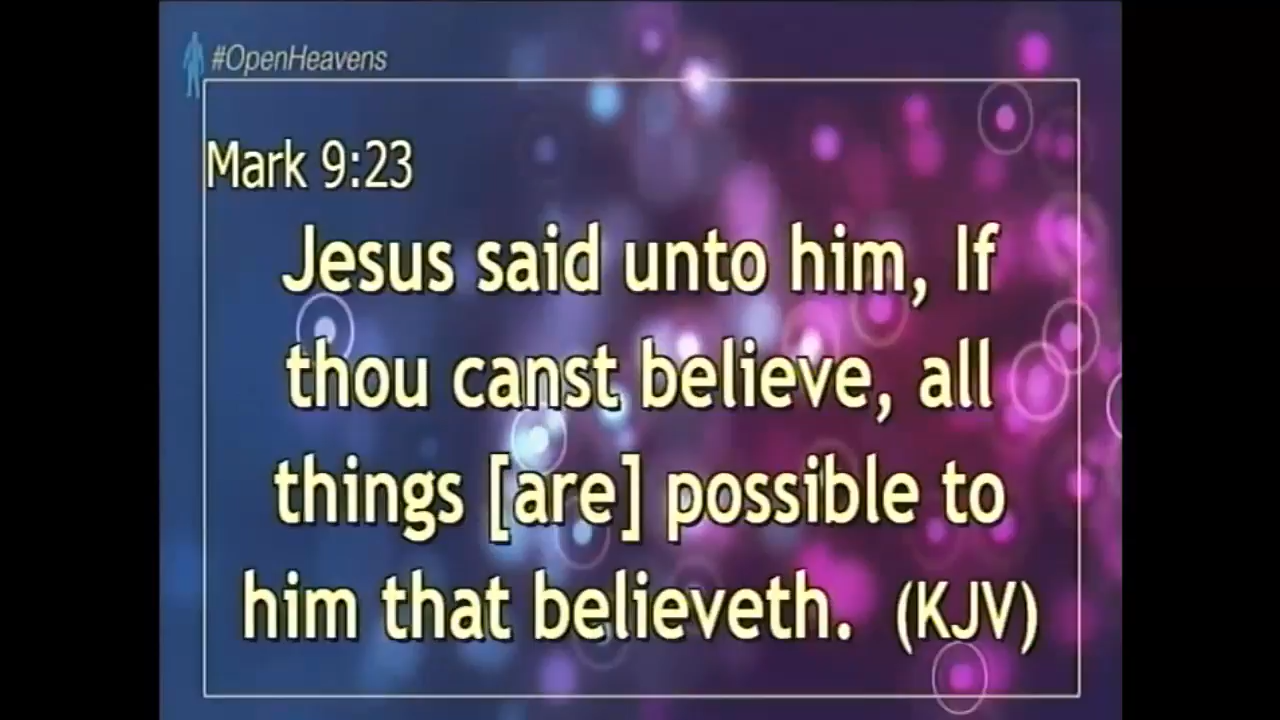 #OpenHeavens
Mark 9:23
Jesus said unto him, If
thou canst believe, all
things [are] possible to
him that believeth. (KJV)